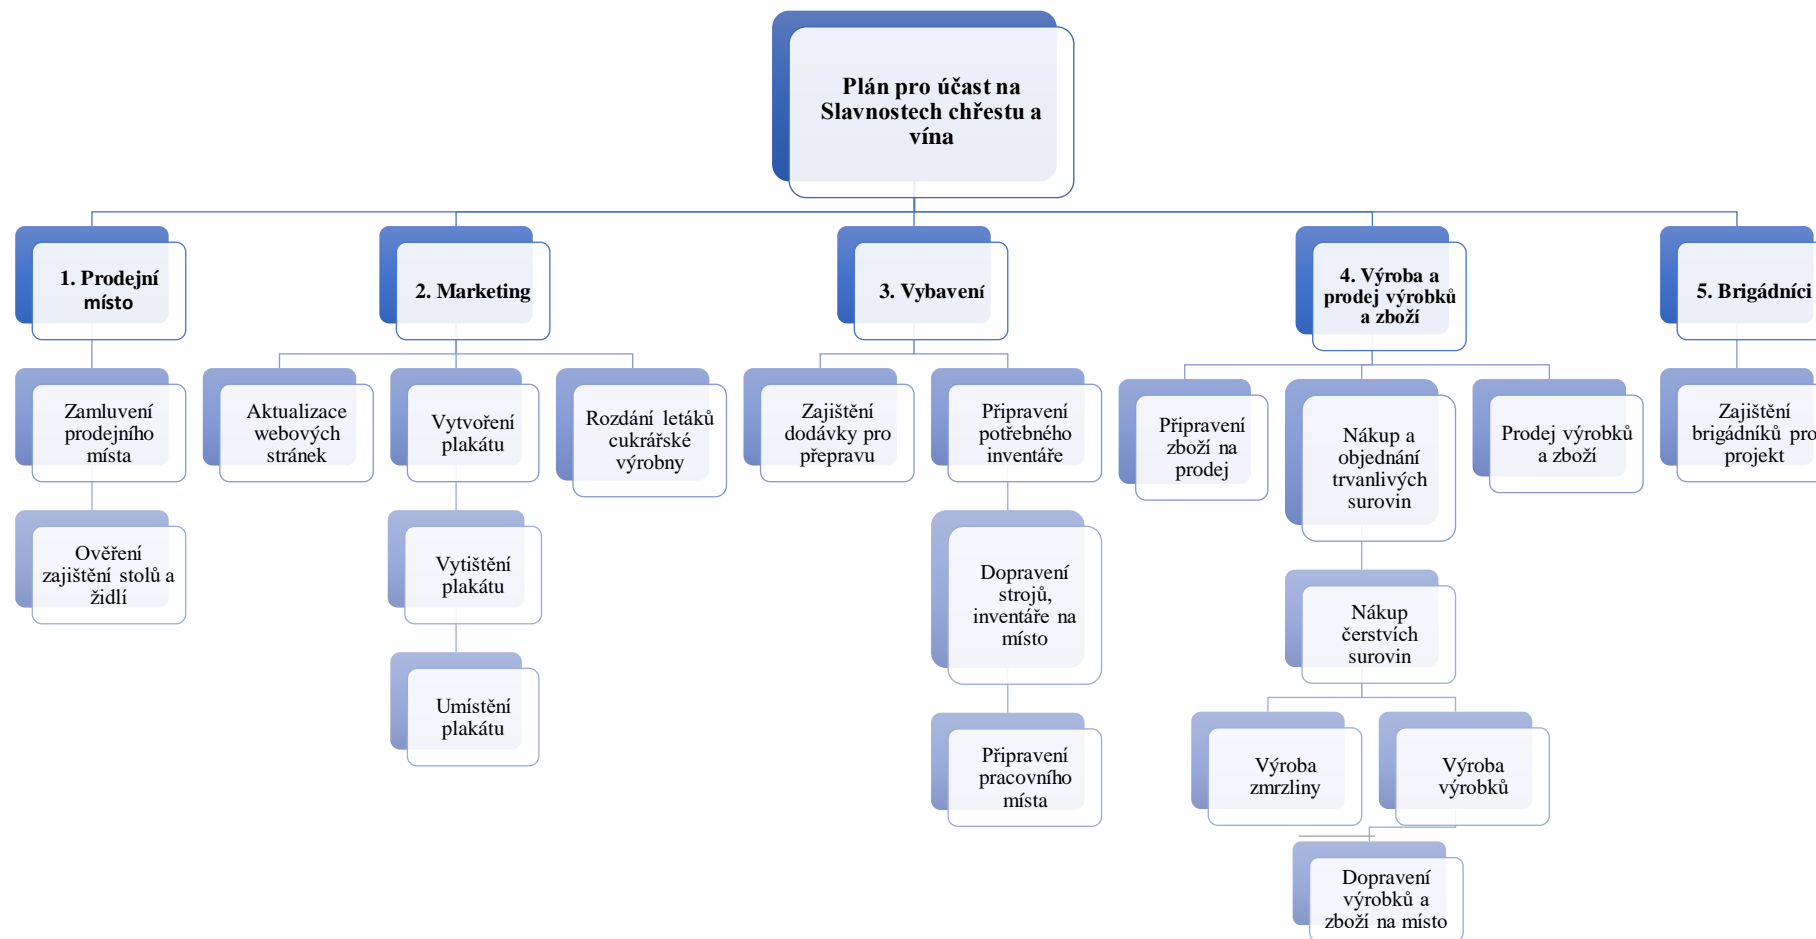 Plán pro účast na
Slavnostech chřestu a
vína
1. Prodejní
místo
2. Marketing
3. Vybavení
4. Výroba a
prodej výrobků
a zboží
5. Brigádníci
Zamluvení
prodejního
místa
Aktualizace
webových
stránek
Vytvoření
plakátu
Rozdání letáků
cukrářské
výrobny
Zajištění
dodávky pro
přepravu
Připravení
potřebného
inventáře
Připravení
zboží na
prodej
Nákup a
objednání
trvanlivých
surovin
Prodej výrobků
a zboží
Zajištění
brigádníků pro
projekt
Ověření
zajištění stolů a
židlí
Vytištění
plakátu
Dopravení
strojů,
inventáře na
místo
Nákup
čerstvích
surovin
Umístění
plakátu
Připravení
pracovního
místa
Výroba
zmrzliny
Výroba
výrobků
Dopravení
výrobků a
zboží na místo